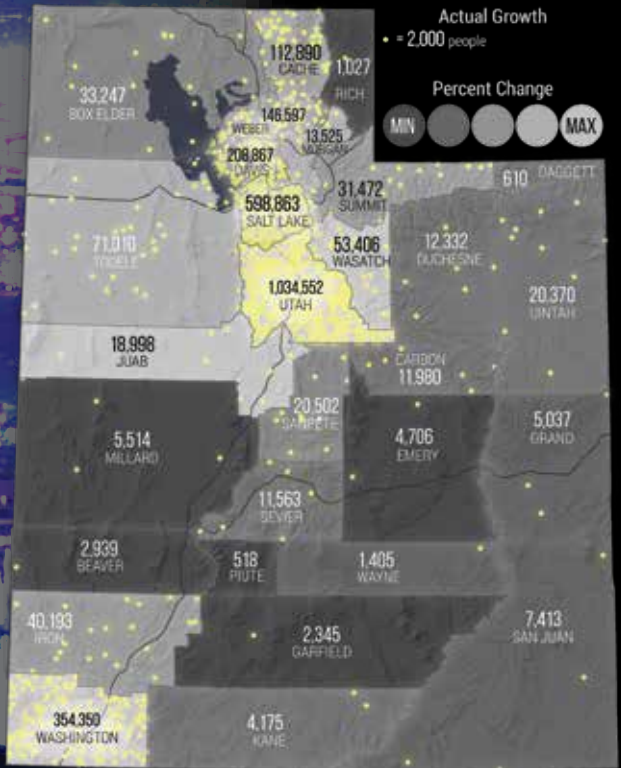 Actual Growth
= 2,000 people
Percent Change
MIN MAX
112,890
CACHE
1,027
RICH
33,247
BOX ELDER
146,597
WEBER
13,525
MORGAN
208,867
DAVIS
610
DAGGETT
31,472
SUMMIT
598,863
SALT LAKE
71,010
TOOELE
53,406
WASATCH
12,332
DUCHESNE
1,034,552
UTAH
20,370
UINTAH
18,998
JUAB
CARBON
11,980
20,502
SANPETE
5,514
MILLARD
4,706
EMERY
5,037
GRAND
11,563
SEVIER
2,939
BEAVER
518
PIUTE
1,405
WAYNE
40,193
IRON
2,345
GARFIELD
7,413
SAN JUAN
354,350
WASHINGTON
4,175
KANE